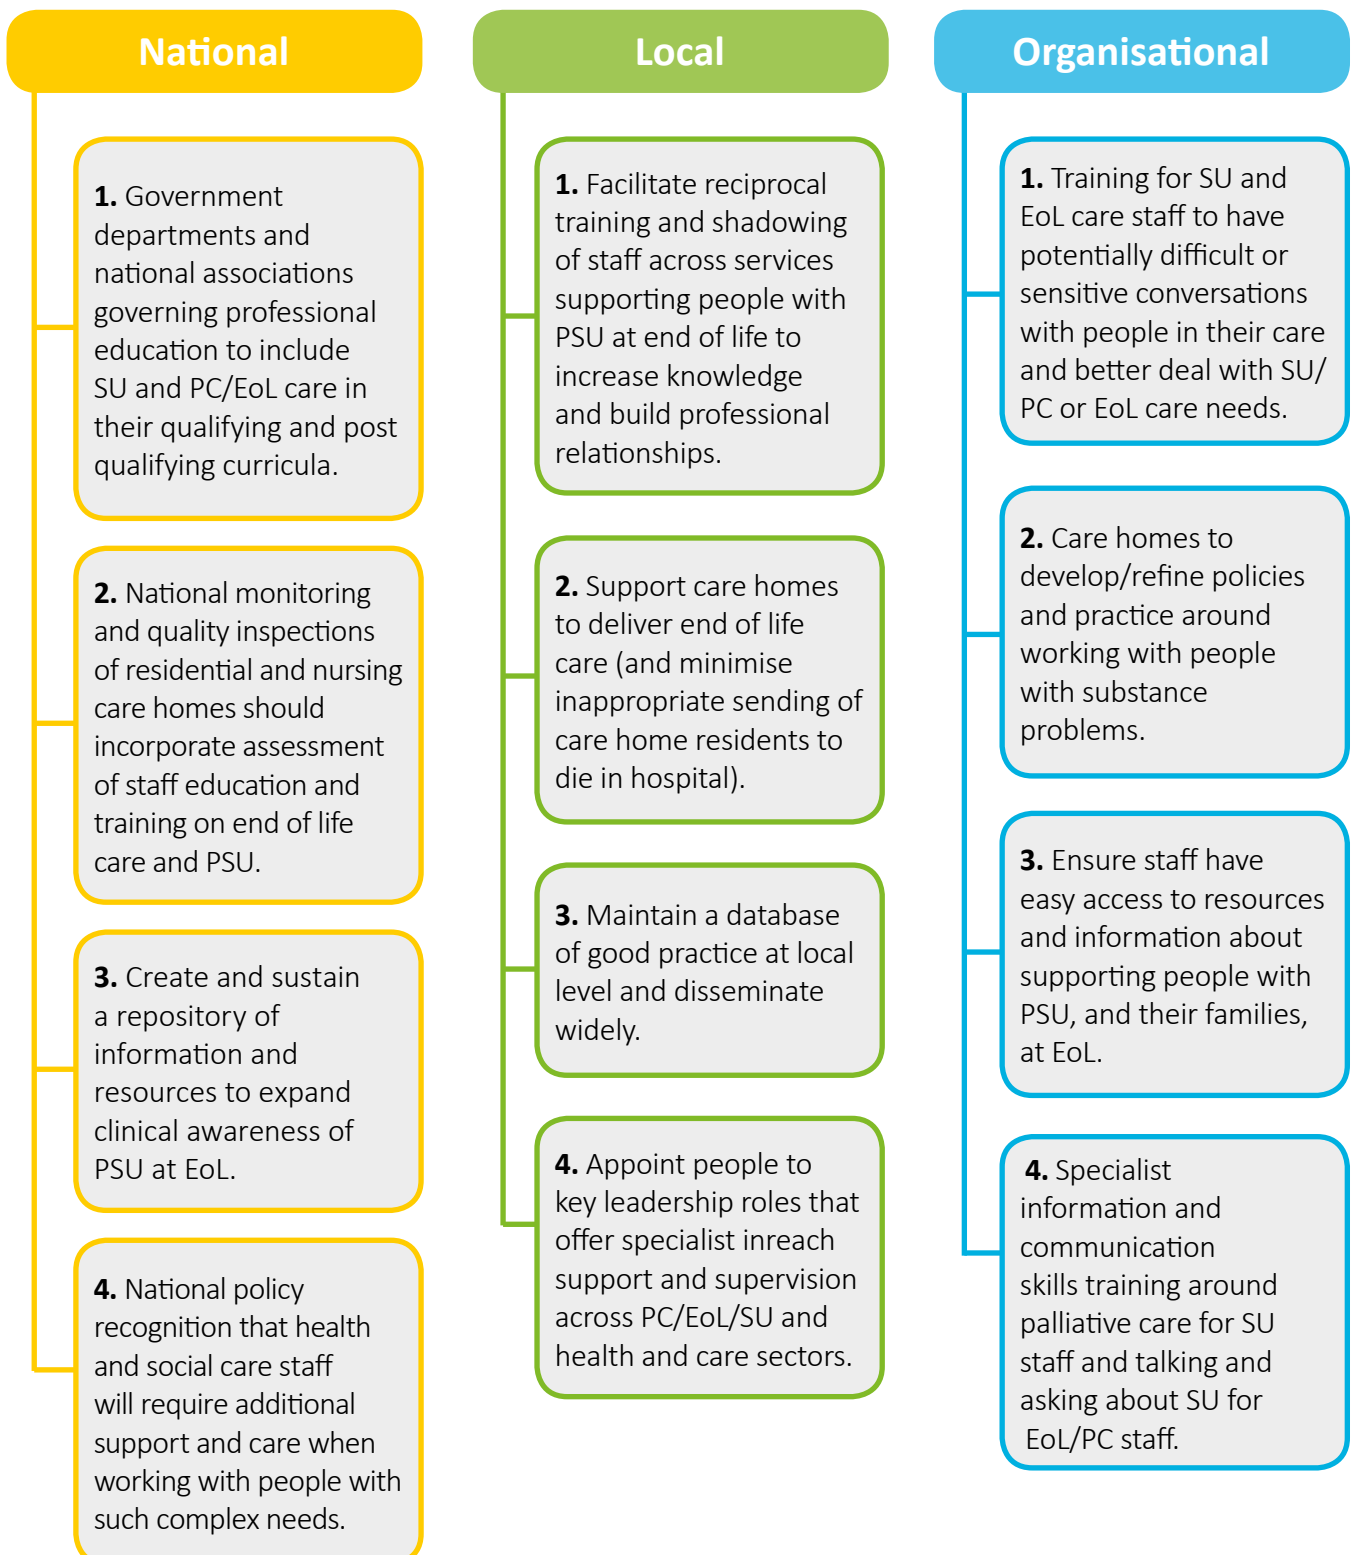 National
1. Government
departments and
national associations
governing professional
education to include
SU and PC/EoL care in
their qualifying and post
qualifying curricula.
2. National monitoring
and quality inspections
of residential and nursing
care homes should
incorporate assessment
of staff education and
training on end of life
care and PSU.
3. Create and sustain
a repository of
information and
resources to expand
clinical awareness of
PSU at EoL.
4. National policy
recognition that health
and social care staff
will require additional
support and care when
working with people with
such complex needs.
Local
1. Facilitate reciprocal
training and shadowing
of staff across services
supporting people with
PSU at end of life to
increase knowledge
and build professional
relationships.
2. Support care homes
to deliver end of life
care (and minimise
inappropriate sending of
care home residents to
die in hospital).
3. Maintain a database
of good practice at local
level and disseminate
widely.
4. Appoint people to
key leadership roles that
offer specialist inreach
support and supervision
across PC/EoL/SU and
health and care sectors.
Organisational
1. Training for SU and
EoL care staff to have
potentially difficult or
sensitive conversations
with people in their care
and better deal with SU/
PC or EoL care needs.
2. Care homes to
develop/refine policies
and practice around
working with people
with substance
problems.
3. Ensure staff have
easy access to resources
and information about
supporting people with
PSU, and their families,
at EoL.
4. Specialist
information and
communication
skills training around
palliative care for SU
staff and talking and
asking about SU for
EoL/PC staff.